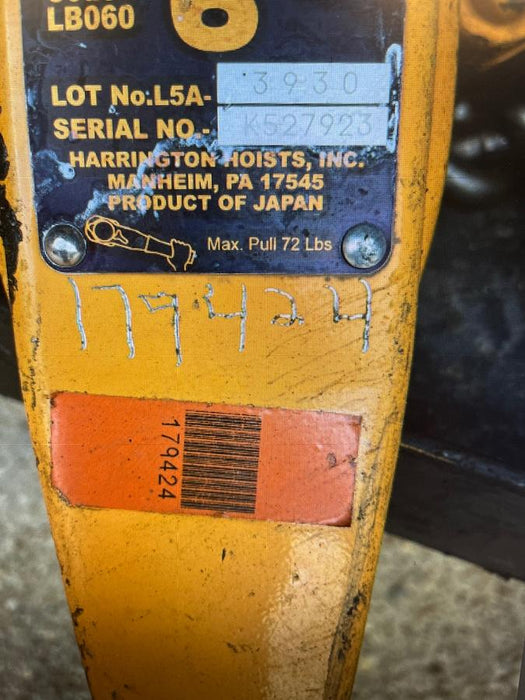 LB060
6
LOT No.:L5A- 3930
SERIAL NO.- K527923
HARRINGTON HOISTS, INC.
MANHEIM, PA 17545
PRODUCT OF JAPAN
Max. Pull 72 Lbs
179424
179424